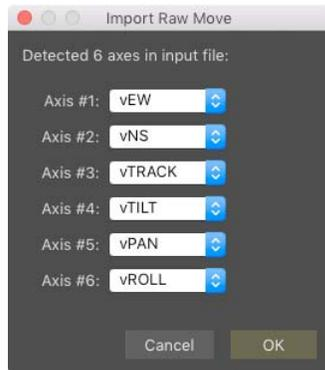 Import Raw Move
Detected 6 axes in input file:
Axis #1: vEW
Axis #2: vNS
Axis #3: vTRACK
Axis #4: vTILT
Axis #5: vPAN
Axis #6: vROLL
Cancel OK